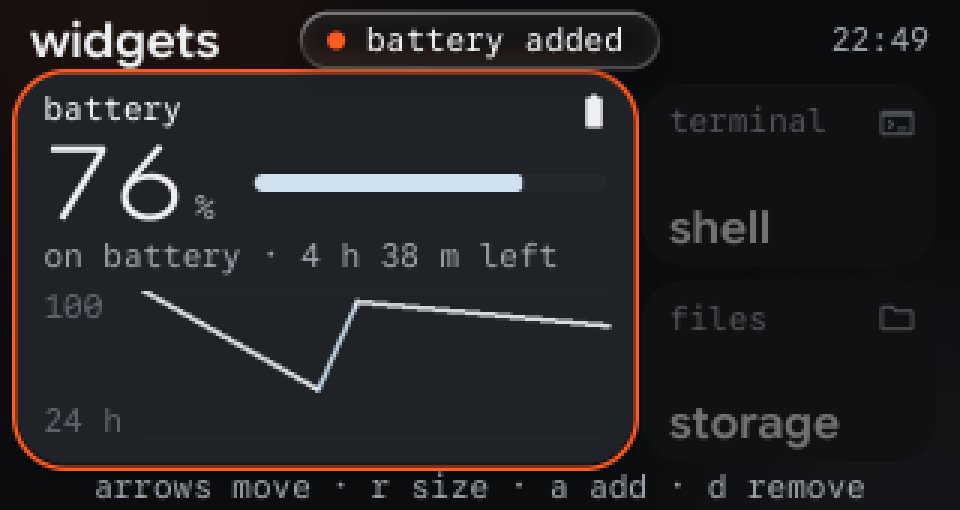 widgets
battery added
22:49
battery
76 %
on battery · 4 h 38 m left
100
24 h
terminal
shell
files
storage
arrows move · r size · a add · d remove